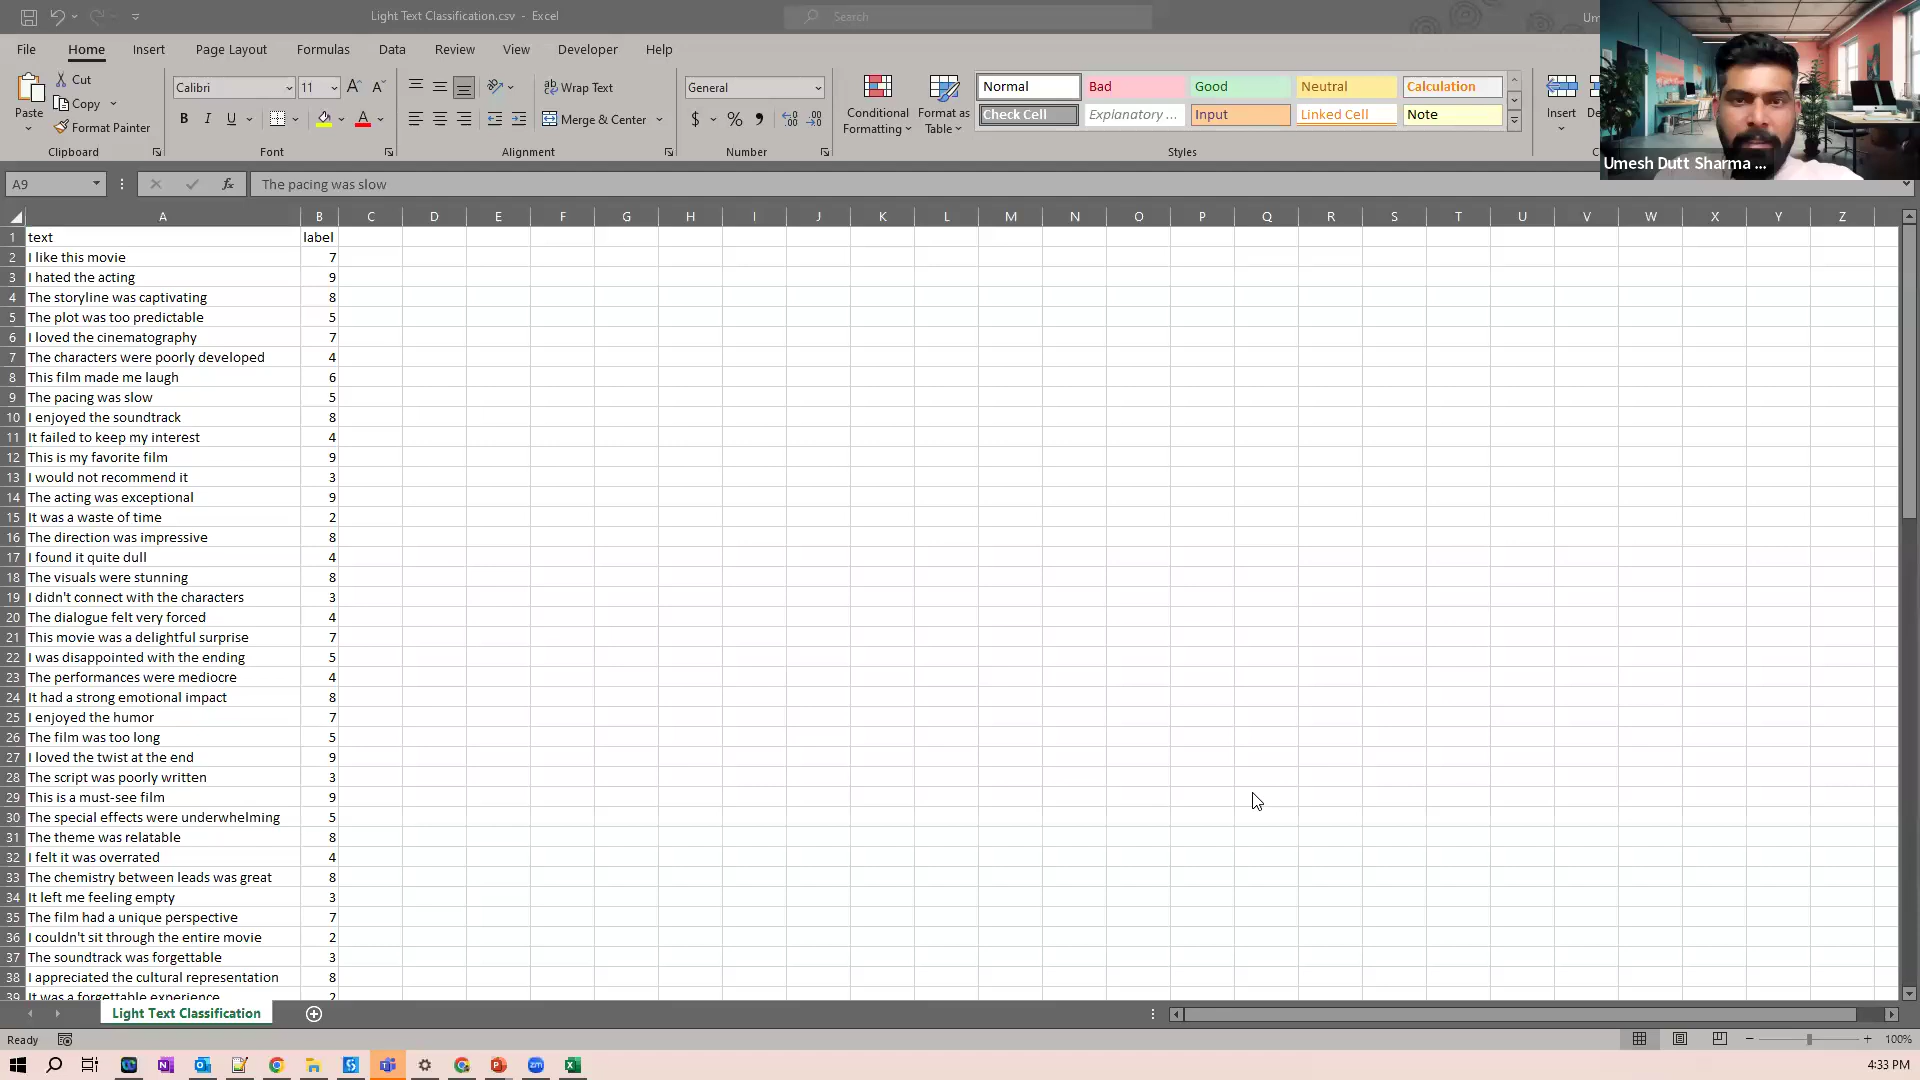 Light Text Classification.csv - Excel
Search
Um
File Home Insert Page Layout Formulas Data Review View Developer Help
Paste
Cut
Copy
Format Painter
Clipboard
Calibri 11
B I U
Font
Wrap Text
Merge & Center
Alignment
General
$ % ,
Number
Conditional Formatting
Format as Table
Normal Bad Good Neutral Calculation
Check Cell Explanatory ... Input Linked Cell Note
Styles
Insert
Umesh Dutt Sharma ...
A9 fx The pacing was slow
A B C D E F G H I J K L M N O P Q R S T U V W X Y Z
1 text label
2 I like this movie 7
3 I hated the acting 9
4 The storyline was captivating 8
5 The plot was too predictable 5
6 I loved the cinematography 7
7 The characters were poorly developed 4
8 This film made me laugh 6
9 The pacing was slow 5
10 I enjoyed the soundtrack 8
11 It failed to keep my interest 4
12 This is my favorite film 9
13 I would not recommend it 3
14 The acting was exceptional 9
15 It was a waste of time 2
16 The direction was impressive 8
17 I found it quite dull 4
18 The visuals were stunning 8
19 I didn't connect with the characters 3
20 The dialogue felt very forced 4
21 This movie was a delightful surprise 7
22 I was disappointed with the ending 5
23 The performances were mediocre 4
24 It had a strong emotional impact 8
25 I enjoyed the humor 7
26 The film was too long 5
27 I loved the twist at the end 9
28 The script was poorly written 3
29 This is a must-see film 9
30 The special effects were underwhelming 5
31 The theme was relatable 8
32 I felt it was overrated 4
33 The chemistry between leads was great 8
34 It left me feeling empty 3
35 The film had a unique perspective 7
36 I couldn't sit through the entire movie 2
37 The soundtrack was forgettable 3
38 I appreciated the cultural representation 8
39 It was a forgettable experience 2
Light Text Classification
Ready
100%
4:33 PM